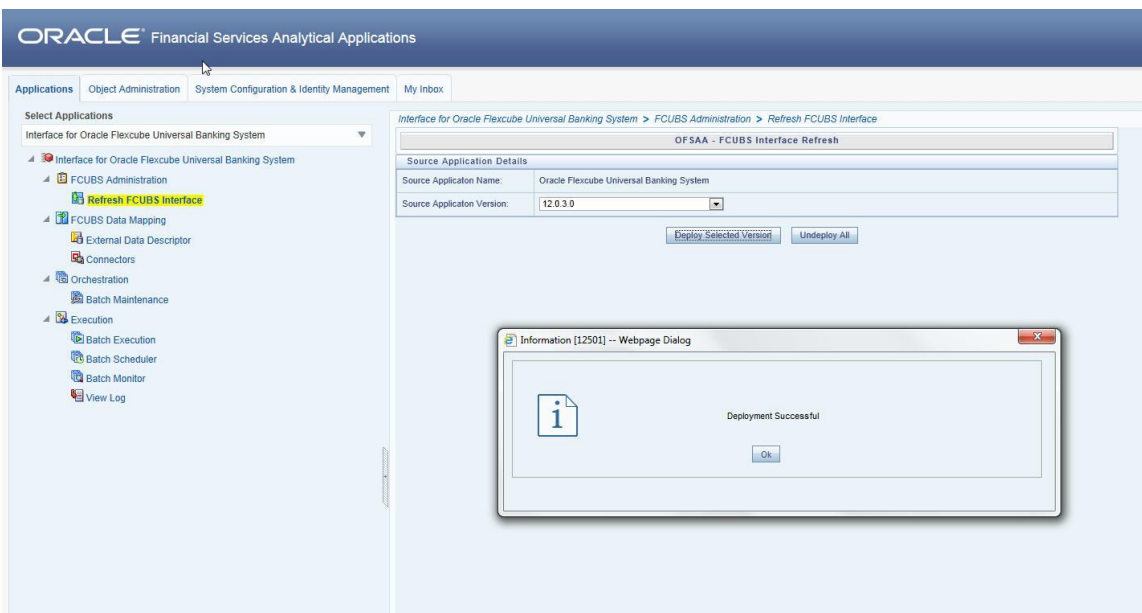 ORACLE® Financial Services Analytical Applications
Applications Object Administration System Configuration & Identity Management My Inbox
Select Applications
Interface for Oracle Flexcube Universal Banking System
Interface for Oracle Flexcube Universal Banking System
FCUBS Administration
Refresh FCUBS Interface
FCUBS Data Mapping
External Data Descriptor
Connectors
Orchestration
Batch Maintenance
Execution
Batch Execution
Batch Scheduler
Batch Monitor
View Log
Interface for Oracle Flexcube Universal Banking System > FCUBS Administration > Refresh FCUBS Interface
OFSAA - FCUBS Interface Refresh
Source Application Details
Source Applicaton Name: Oracle Flexcube Universal Banking System
Source Applicaton Version: 12.0.3.0
Deploy Selected Version Undeploy All
Information [12501] -- Webpage Dialog
Deployment Successful
Ok